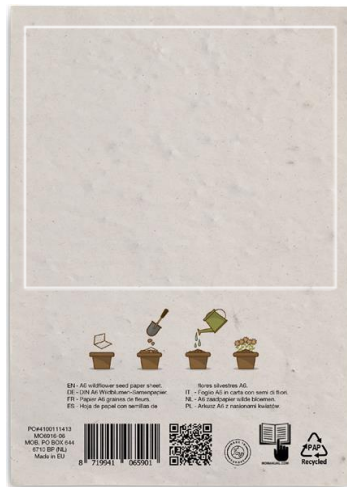 EN - A6 wildflower seed paper sheet.
DE - DIN A6 Wildblumen-Samenpapier.
FR - Papier A6 graines de fleurs.
ES - Hoja de papel con semillas de
flores silvestres A6.
IT - Foglio A6 in carta con semi di fiori.
NL - A6 zaadpapier wilde bloemen.
PL - Arkusz A6 z nasionami kwiatów.
PO#4100111413
MO6916-06
MOB, PO BOX 644
6710 BP (NL)
Made in EU
8 719941 065901
PAP
Recycled